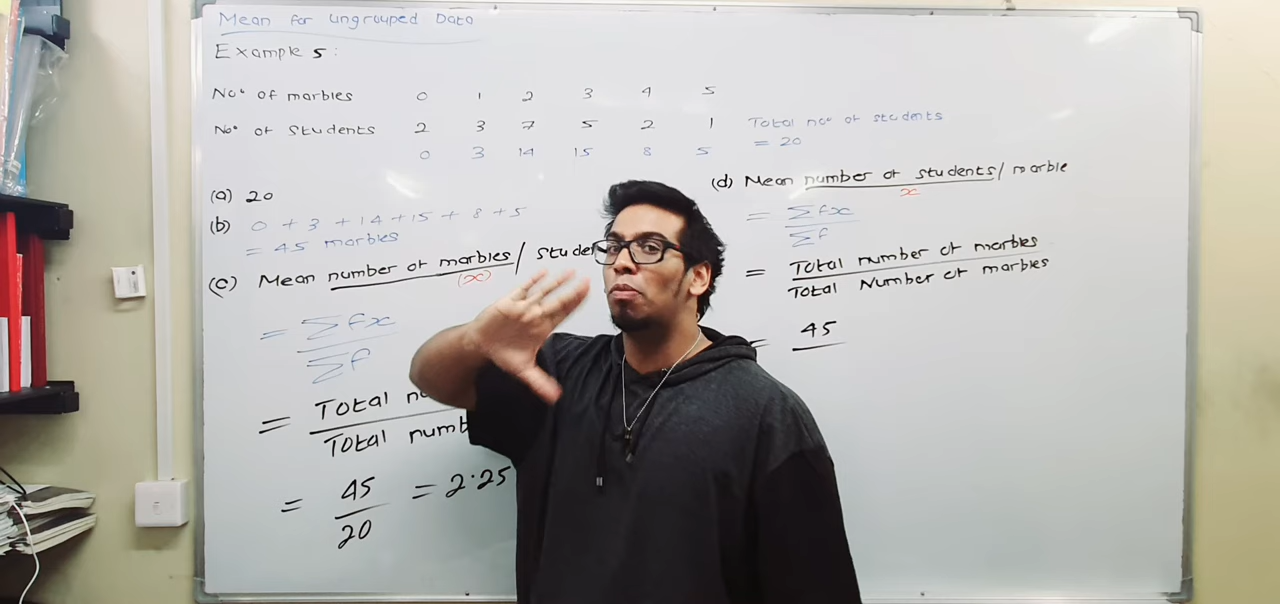 Mean for ungrouped Data
Example 5:
No. of marbles 0 1 2 3 4 5
No. of Students 2 3 7 5 2 1
Total no. of students
= 20
0 3 14 15 8 5
(a) 20
(b) 0 + 3 + 14 + 15 + 8 + 5
= 45 marbles
(c) Mean number of marbles /
(x)
= Σfx
Σf
= Total
Total
= 45 = 2.25
20
(d) Mean number of students / marble
x
= Σfx
Σf
= Total number of marbles
Total Number of marbles
= 45